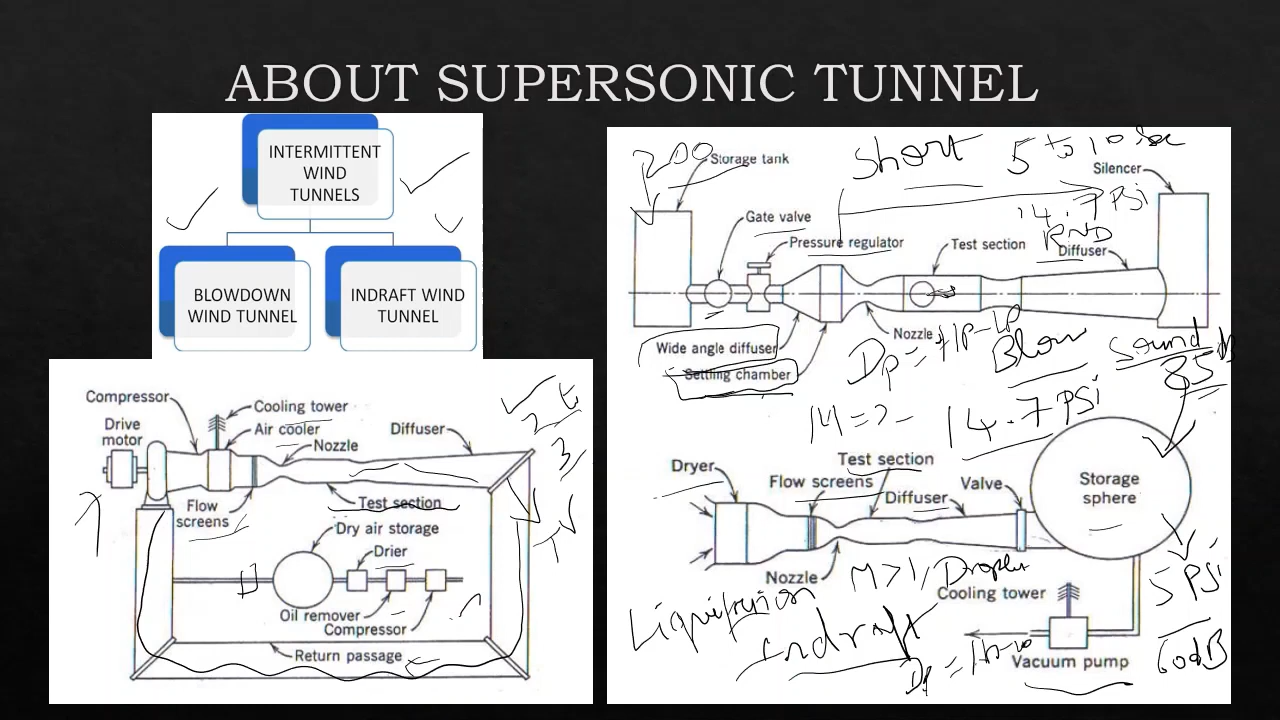 ABOUT SUPERSONIC TUNNEL
INTERMITTENT
WIND
TUNNELS
BLOWDOWN
WIND TUNNEL
INDRAFT WIND
TUNNEL
Compressor
Cooling tower
Drive
motor
Air cooler
Nozzle
Diffuser
Flow
screens
Test section
Dry air storage
Drier
Oil remover
Compressor
Return passage
Short 5 to 10 sec
Storage tank
Silencer
14.7 PSi
Gate valve
Pressure regulator
Test section
Diffuser
Wide angle diffuser
Nozzle
Settling chamber
Dp = HP-LP
Blow
Sound
85 dB
14.7 PSi
Dryer
Test section
Flow screens
Diffuser
Valve
Storage
sphere
Nozzle
M>1
5 PSi
Cooling tower
Indraft
Vacuum pump
60dB